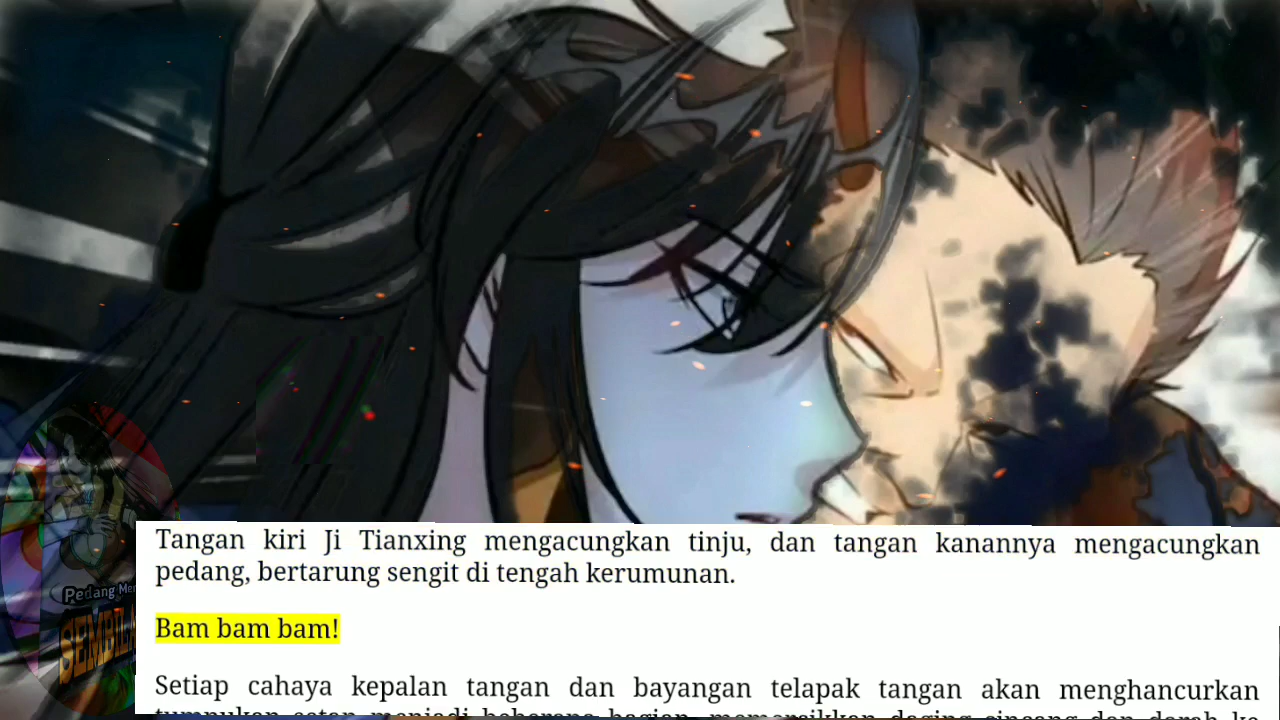 Tangan kiri Ji Tianxing mengacungkan tinju, dan tangan kanannya mengacungkan
pedang, bertarung sengit di tengah kerumunan.
Bam bam bam!
Setiap cahaya kepalan tangan dan bayangan telapak tangan akan menghancurkan
Pedang